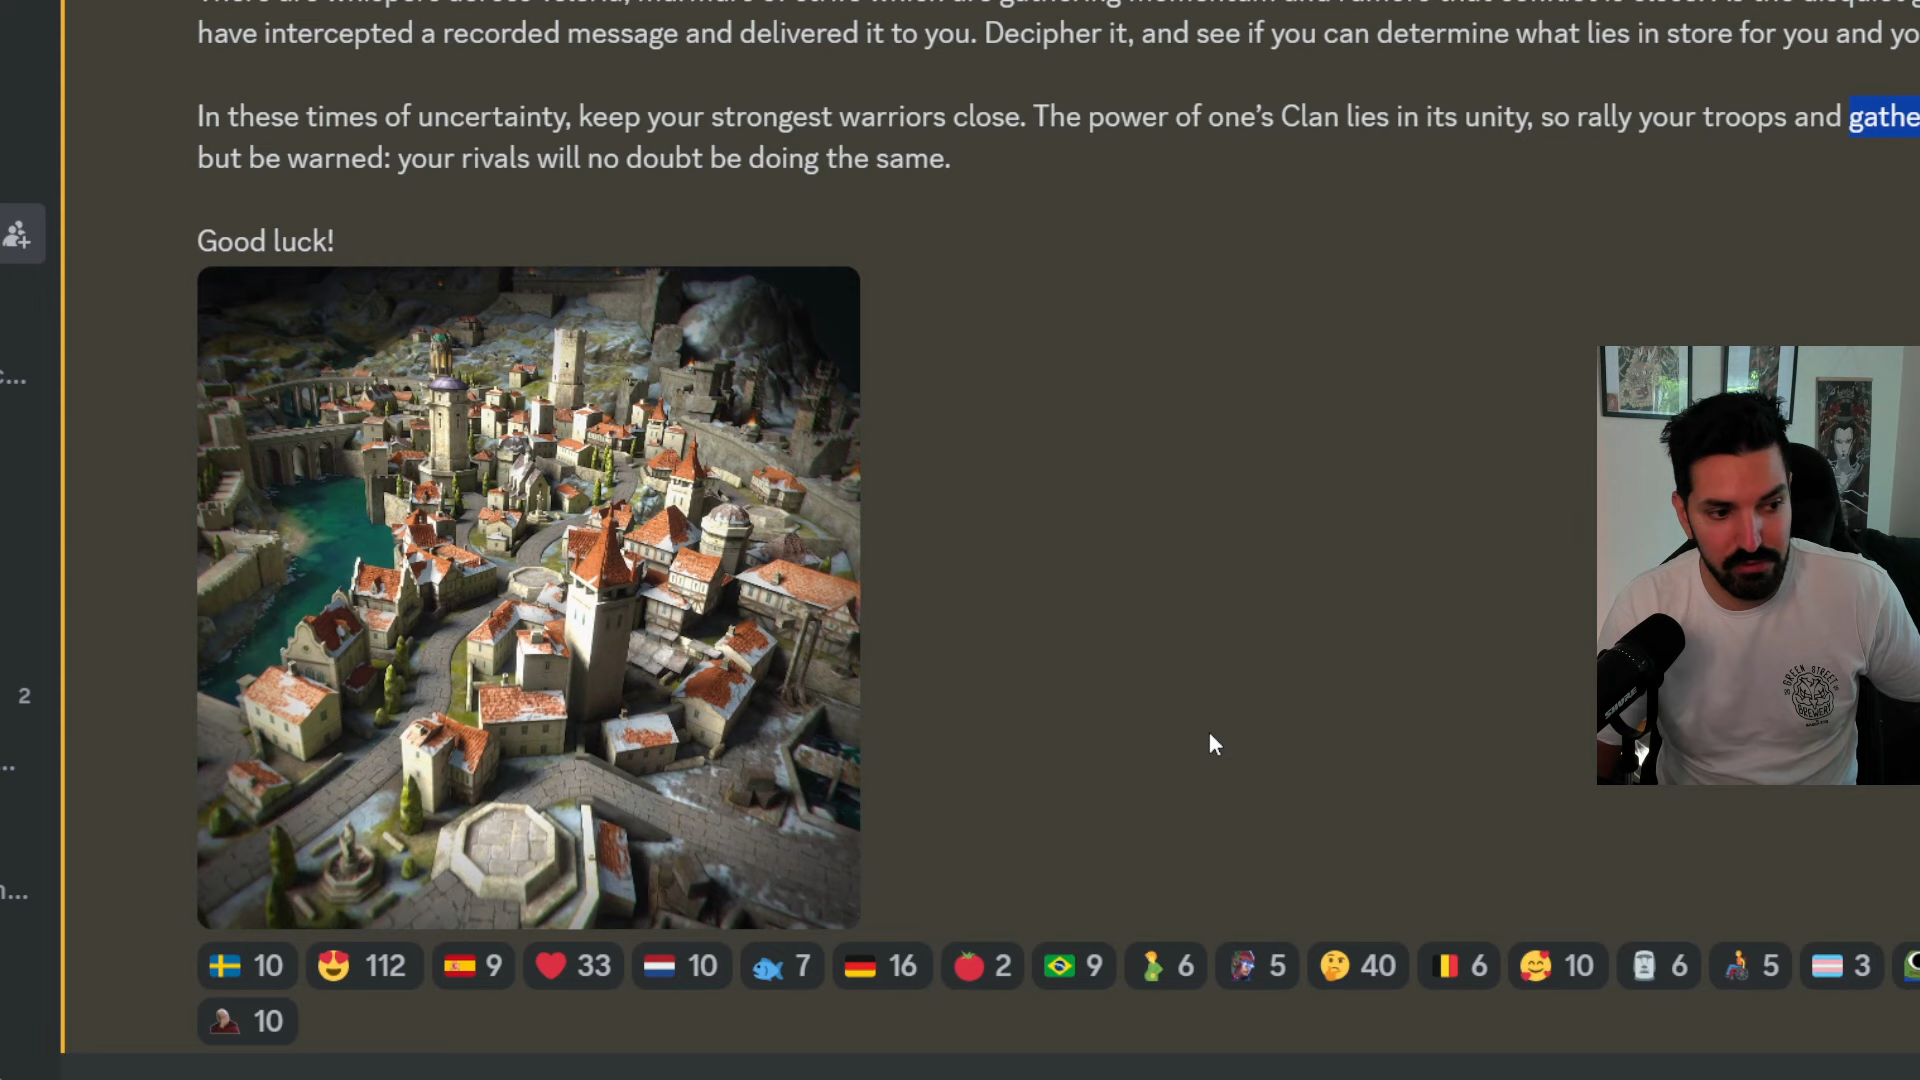 have intercepted a recorded message and delivered it to you. Decipher it, and see if you can determine what lies in store for you and yo
In these times of uncertainty, keep your strongest warriors close. The power of one's Clan lies in its unity, so rally your troops and gathe
but be warned: your rivals will no doubt be doing the same.
Good luck!
2
10 112 9 33 10 7 16 2 9 6 5 40 6 10 6 5 3
10
SHURE
GREEN STREET
BREWERY